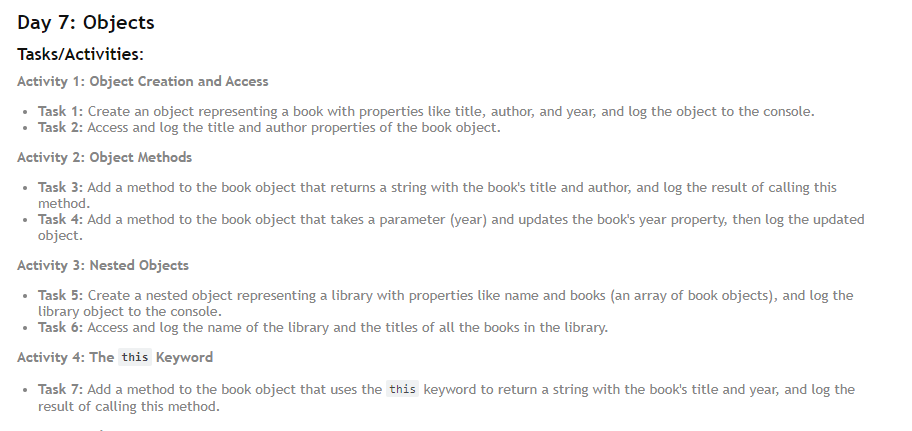 Day 7: Objects
Tasks/Activities:
Activity 1: Object Creation and Access
• Task 1: Create an object representing a book with properties like title, author, and year, and log the object to the console.
• Task 2: Access and log the title and author properties of the book object.
Activity 2: Object Methods
• Task 3: Add a method to the book object that returns a string with the book's title and author, and log the result of calling this
method.
• Task 4: Add a method to the book object that takes a parameter (year) and updates the book's year property, then log the updated
object.
Activity 3: Nested Objects
• Task 5: Create a nested object representing a library with properties like name and books (an array of book objects), and log the
library object to the console.
• Task 6: Access and log the name of the library and the titles of all the books in the library.
Activity 4: The this Keyword
• Task 7: Add a method to the book object that uses the this keyword to return a string with the book's title and year, and log the
result of calling this method.